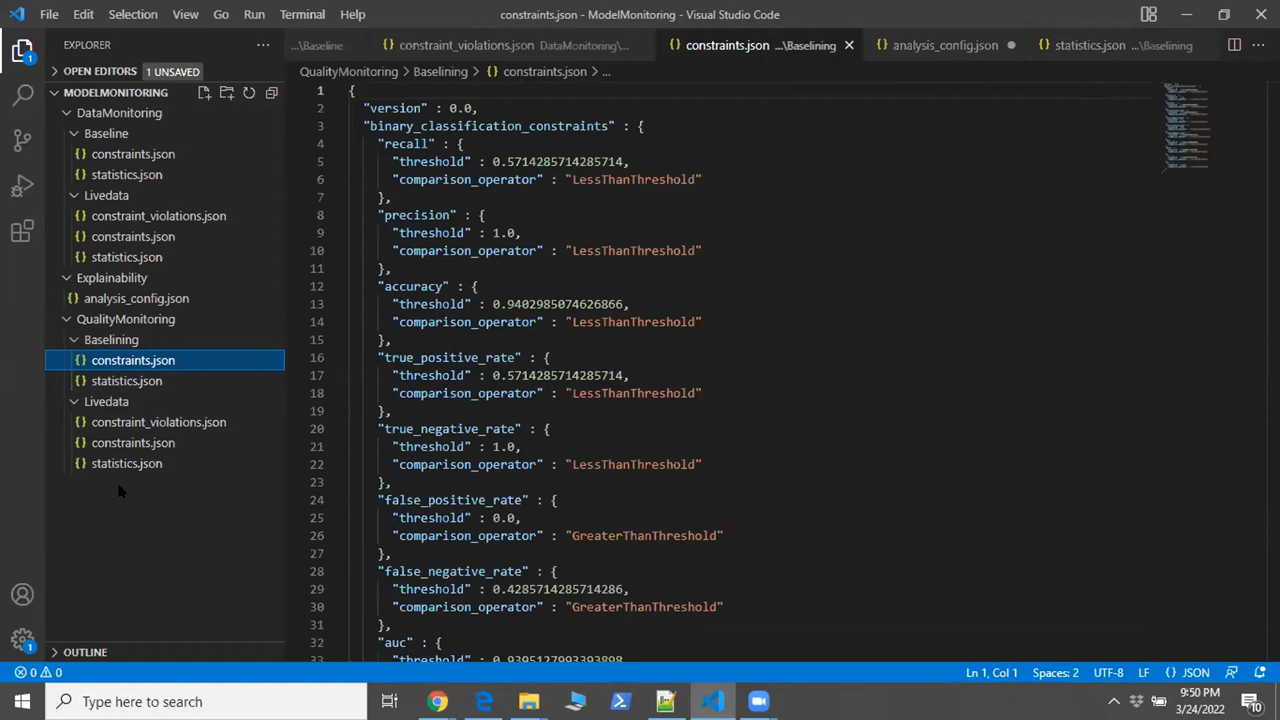 File Edit Selection View Go Run Terminal Help
constraints.json - ModelMonitoring - Visual Studio Code
EXPLORER
OPEN EDITORS 1 UNSAVED
MODELMONITORING
DataMonitoring
Baseline
constraints.json
statistics.json
Livedata
constraint_violations.json
constraints.json
statistics.json
Explainability
analysis_config.json
QualityMonitoring
Baselining
constraints.json
statistics.json
Livedata
constraint_violations.json
constraints.json
statistics.json
OUTLINE
...\Baseline
constraint_violations.json DataMonitoring\...
constraints.json ...\Baselining
analysis_config.json
statistics.json ...\Baselining
QualityMonitoring > Baselining > {} constraints.json > ...
1 {
2 "version" : 0.0,
3 "binary_classification_constraints" : {
4 "recall" : {
5 "threshold" : 0.5714285714285714,
6 "comparison_operator" : "LessThanThreshold"
7 },
8 "precision" : {
9 "threshold" : 1.0,
10 "comparison_operator" : "LessThanThreshold"
11 },
12 "accuracy" : {
13 "threshold" : 0.9402985074626866,
14 "comparison_operator" : "LessThanThreshold"
15 },
16 "true_positive_rate" : {
17 "threshold" : 0.5714285714285714,
18 "comparison_operator" : "LessThanThreshold"
19 },
20 "true_negative_rate" : {
21 "threshold" : 1.0,
22 "comparison_operator" : "LessThanThreshold"
23 },
24 "false_positive_rate" : {
25 "threshold" : 0.0,
26 "comparison_operator" : "GreaterThanThreshold"
27 },
28 "false_negative_rate" : {
29 "threshold" : 0.4285714285714286,
30 "comparison_operator" : "GreaterThanThreshold"
31 },
32 "auc" : {
33 "threshold" : 0.9395127993393898
0 0
Ln 1, Col 1 Spaces: 2 UTF-8 LF {} JSON
Type here to search
9:50 PM
3/24/2022
10